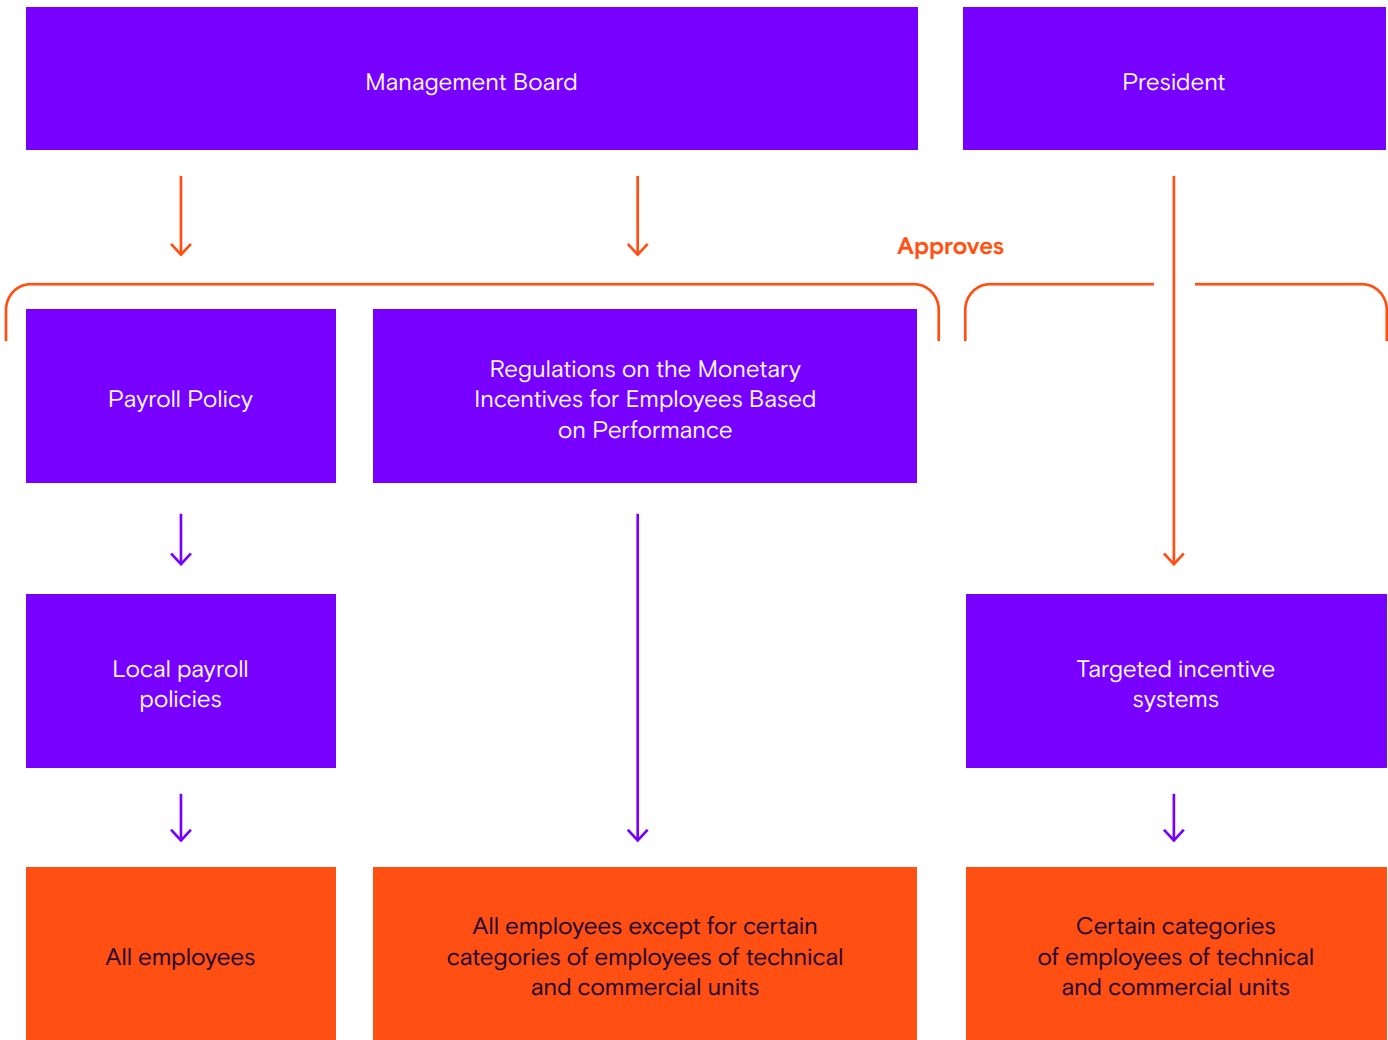 Management Board
President
Approves
Payroll Policy
Regulations on the Monetary
Incentives for Employees Based
on Performance
Local payroll
policies
Targeted incentive
systems
All employees
All employees except for certain
categories of employees of technical
and commercial units
Certain categories
of employees of technical
and commercial units